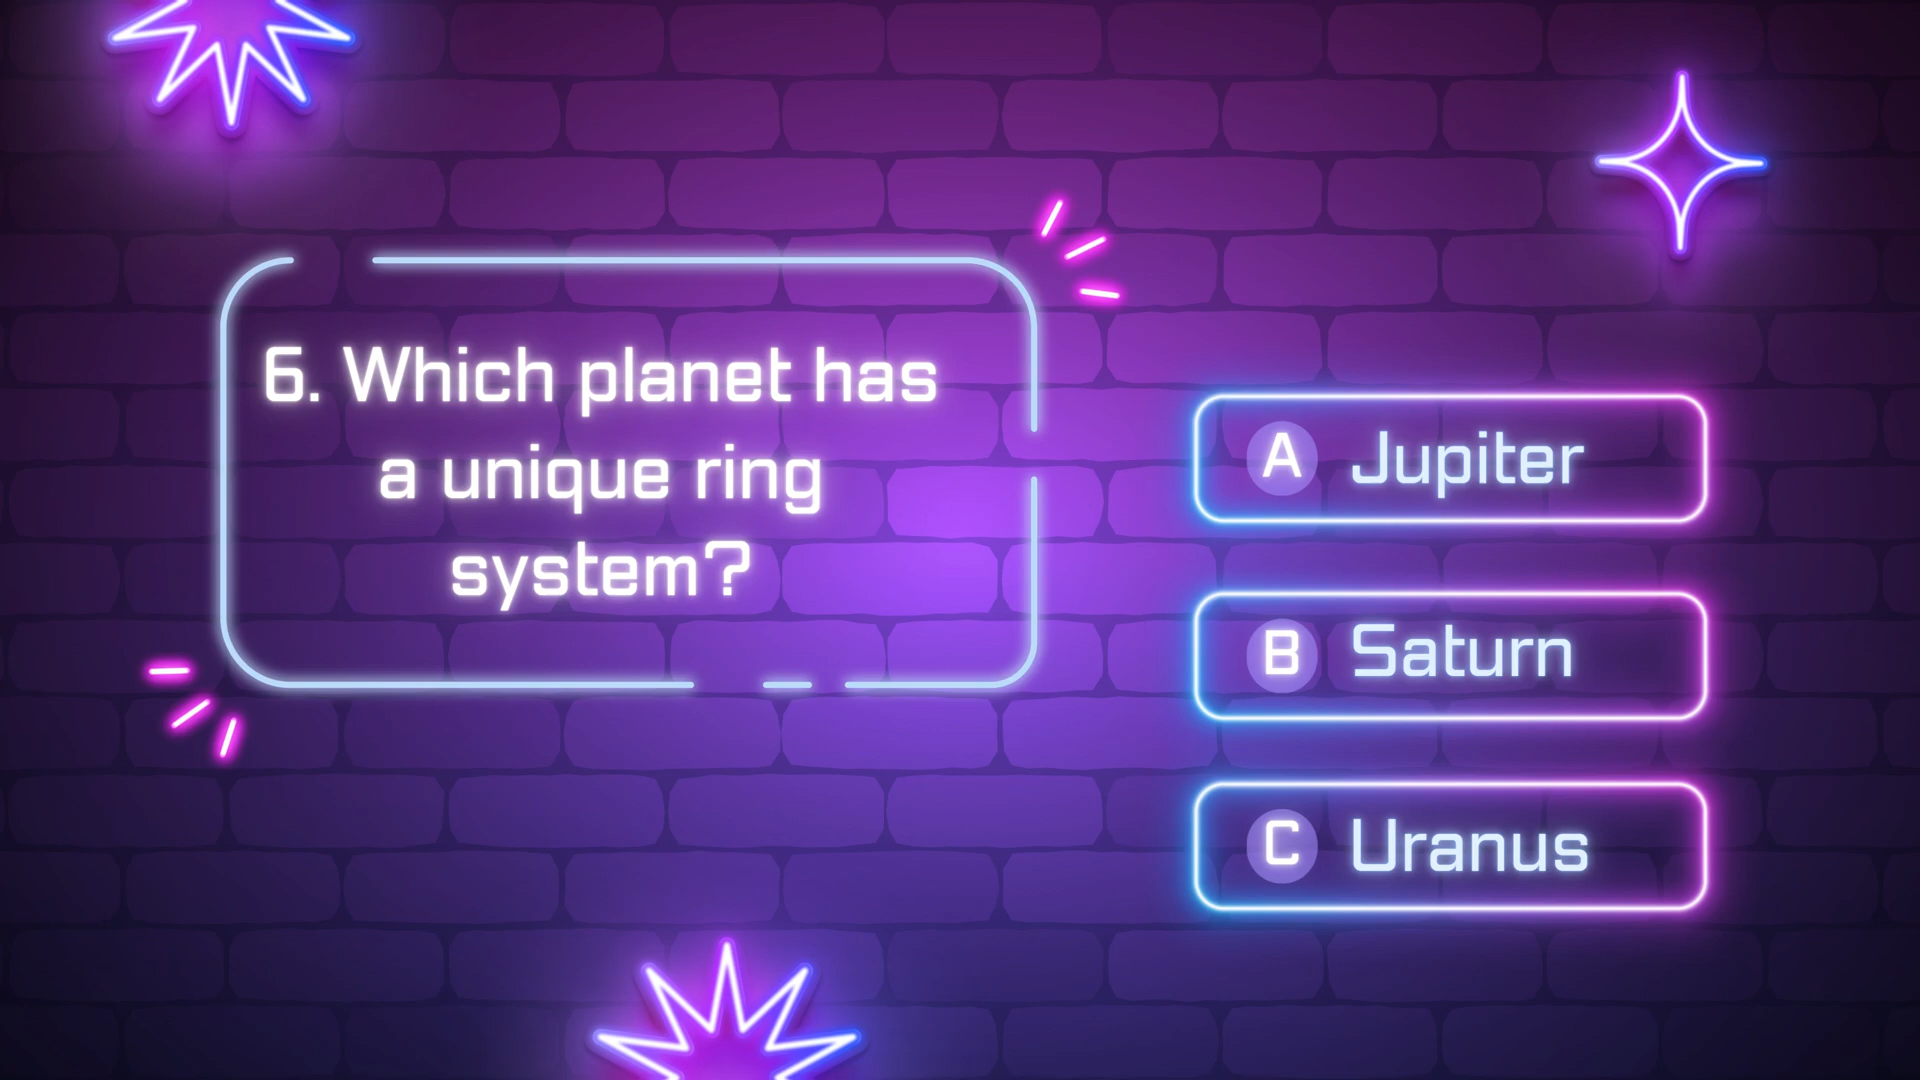 6. Which planet has
a unique ring
system?
A Jupiter
B Saturn
C Uranus